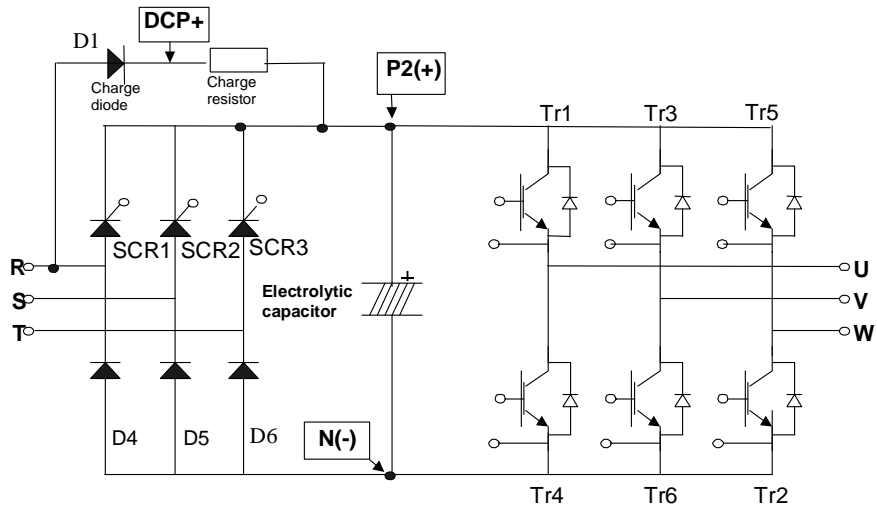 DCP+
D1
P2(+)
Charge
diode
Charge
resistor
Tr1
Tr3
Tr5
SCR1
SCR2
SCR3
R
S
T
Electrolytic
capacitor
+
U
V
W
D4
D5
D6
N(-)
Tr4
Tr6
Tr2